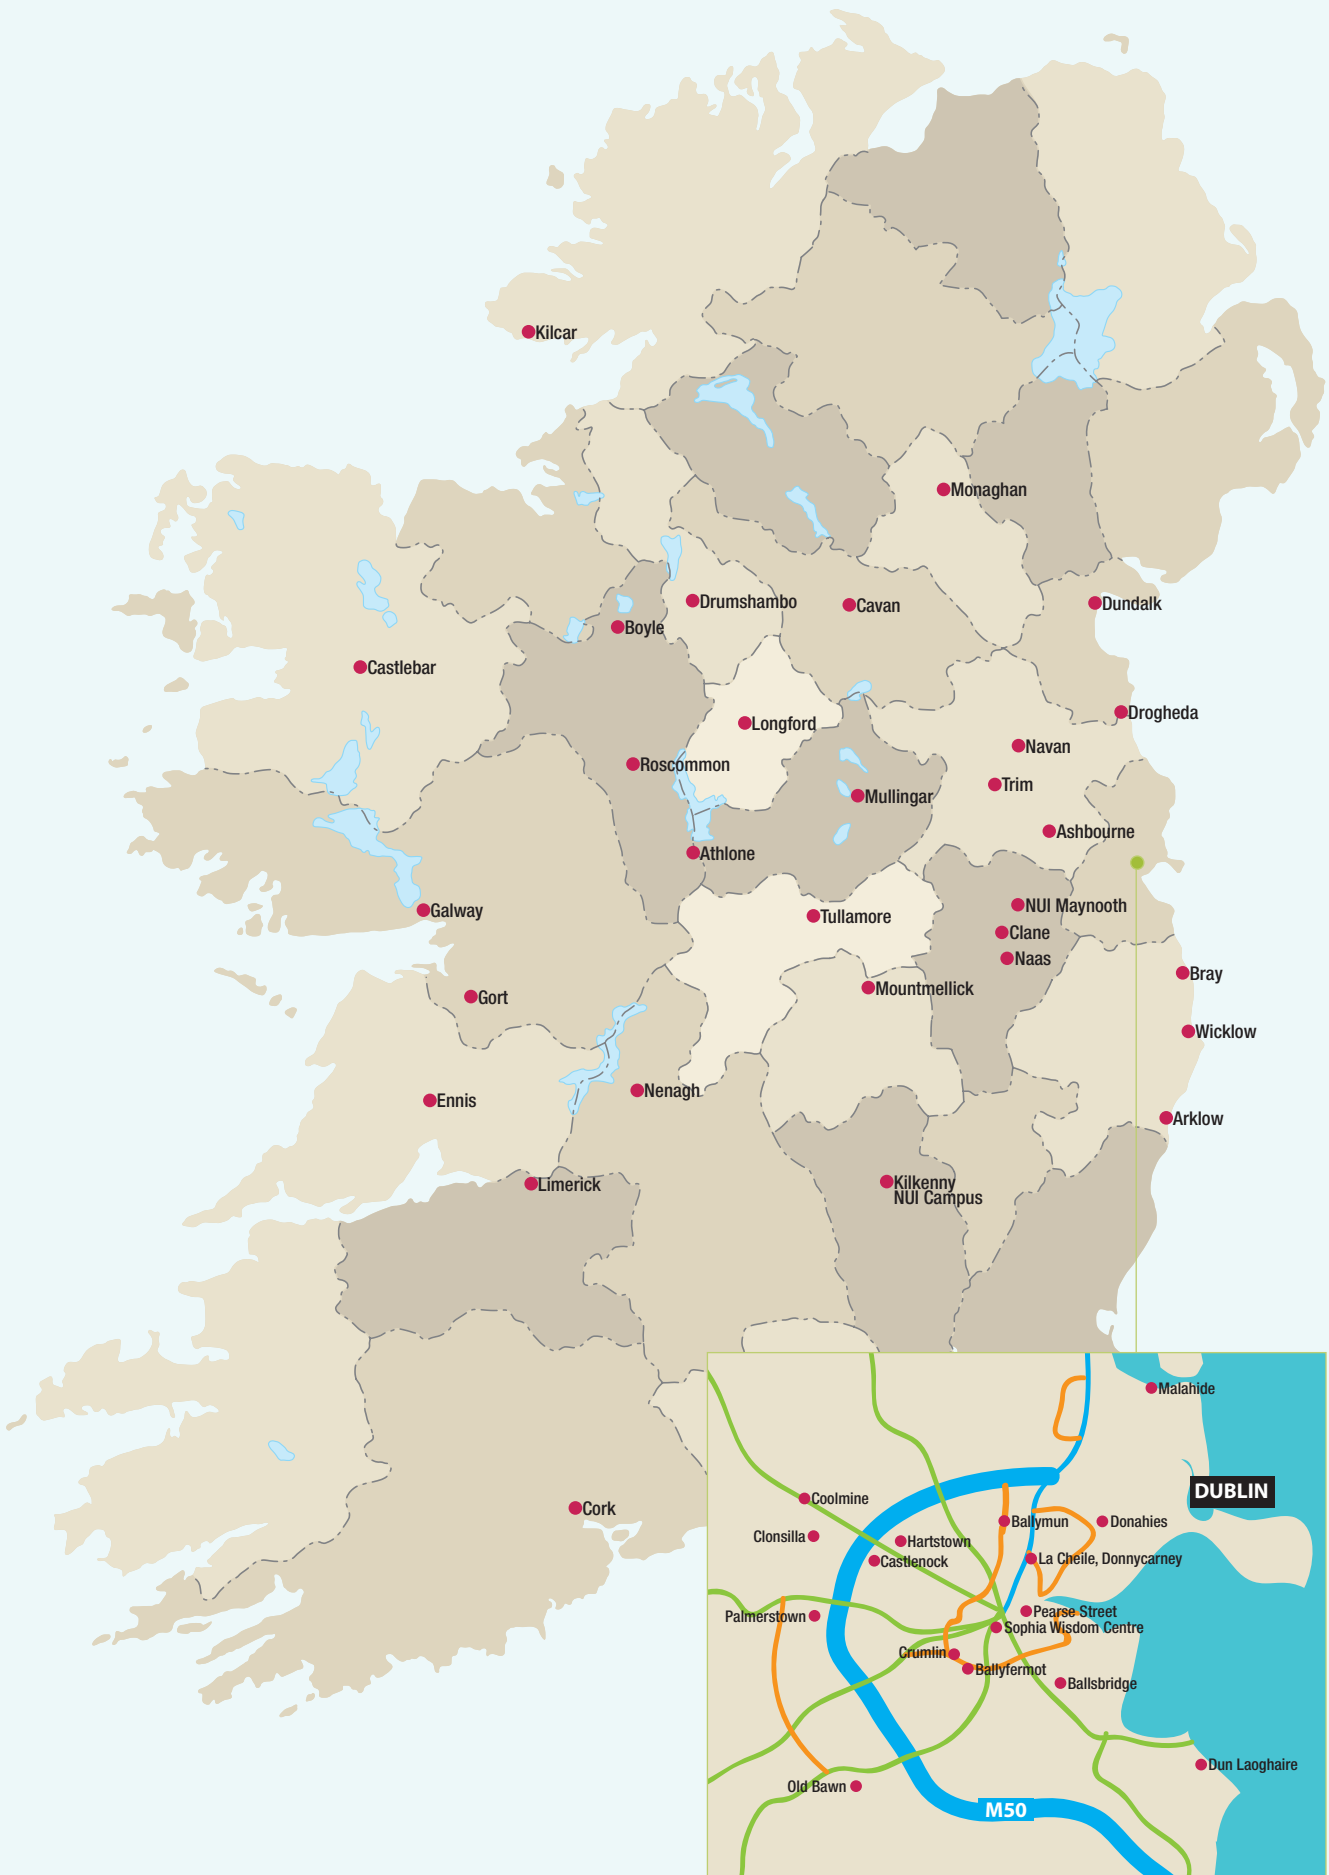 Kilcar
Monaghan
Drumshambo
Cavan
Dundalk
Boyle
Castlebar
Drogheda
Longford
Navan
Roscommon
Trim
Mullingar
Ashbourne
Athlone
NUI Maynooth
Galway
Tullamore
Clane
Naas
Bray
Mountmellick
Gort
Wicklow
Nenagh
Ennis
Arklow
Limerick
Kilkenny
NUI Campus
Cork
Malahide
DUBLIN
Coolmine
Ballymun
Donahies
Clonsilla
Hartstown
Castlenock
La Cheile, Donnycarney
Pearse Street
Palmerstown
Sophia Wisdom Centre
Crumlin
Ballyfermot
Ballsbridge
Dun Laoghaire
Old Bawn
M50